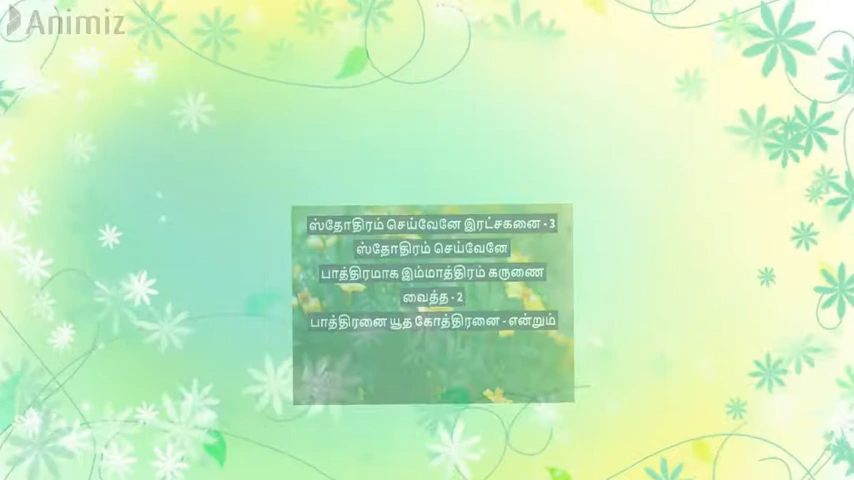 Animiz
ஸ்தோதிரம் செய்வேனே இரட்சகனை - 3
ஸ்தோதிரம் செய்வேனே
பாத்திரமாக இம்மாத்திரம் கருணை
வைத்த - 2
பாத்திரனை யூத கோத்திரனை - என்றும்